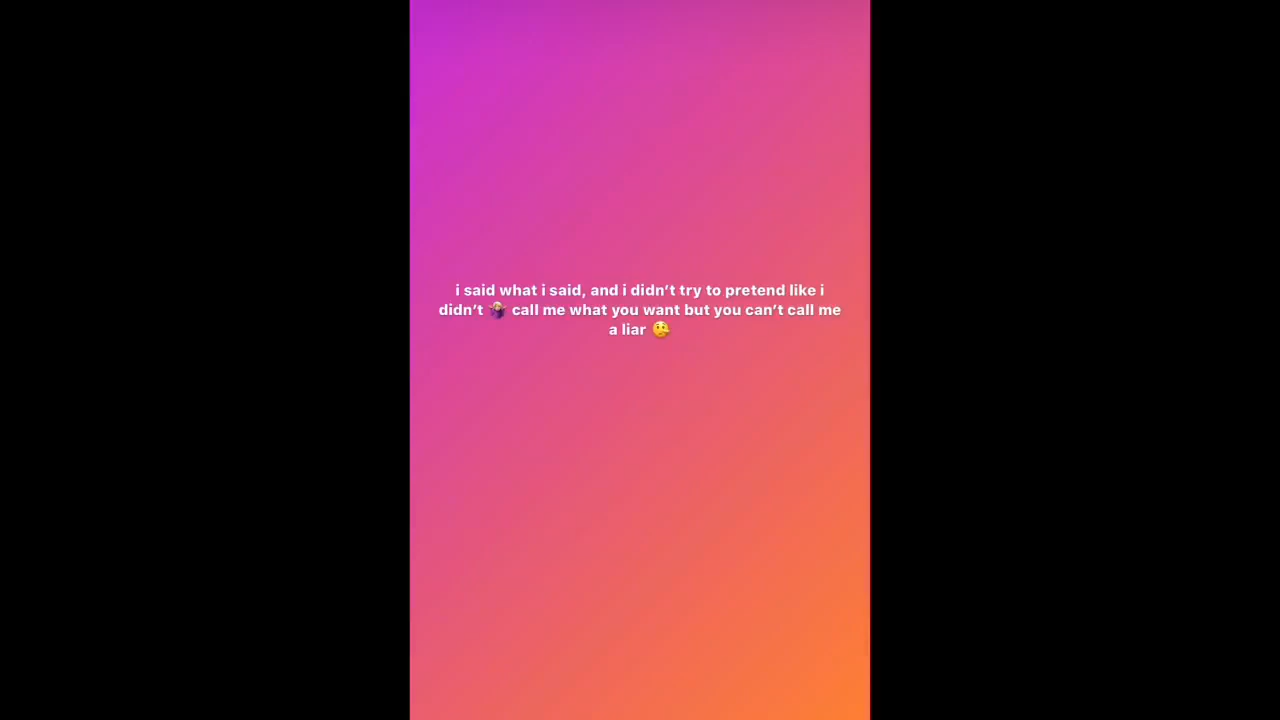 i said what i said, and i didn’t try to pretend like i
didn’t 🤷🏼‍♀️ call me what you want but you can’t call me
a liar 🤥